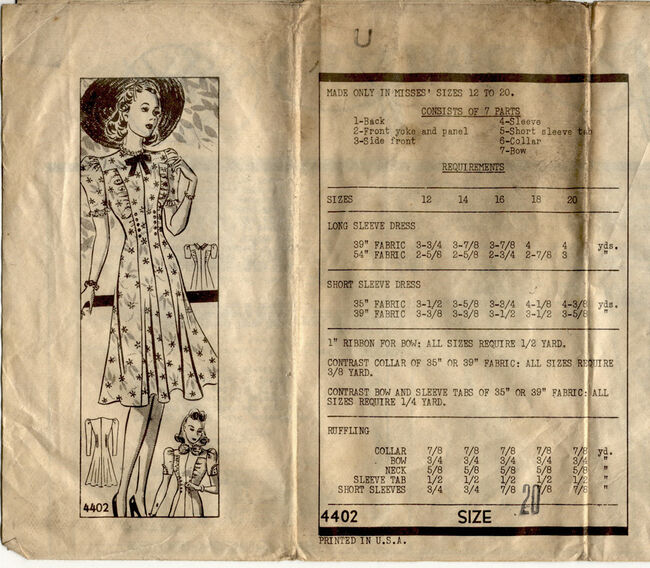 U
MADE ONLY IN MISSES' SIZES 12 TO 20.
CONSISTS OF 7 PARTS
1-Back 4-Sleeve
2-Front yoke and panel 5-Short sleeve tab
3-Side front 6-Collar
7-Bow
REQUIREMENTS
SIZES 12 14 16 18 20
LONG SLEEVE DRESS
39" FABRIC 3-3/4 3-7/8 3-7/8 4 4 yds.
54" FABRIC 2-5/8 2-5/8 2-3/4 2-7/8 3 "
SHORT SLEEVE DRESS
35" FABRIC 3-1/2 3-5/8 3-3/4 4-1/8 4-3/8 yds.
39" FABRIC 3-3/8 3-3/8 3-1/2 3-1/2 3-5/8 "
1" RIBBON FOR BOW: ALL SIZES REQUIRE 1/2 YARD.
CONTRAST COLLAR OF 35" OR 39" FABRIC: ALL SIZES REQUIRE
3/8 YARD.
CONTRAST BOW AND SLEEVE TABS OF 35" OR 39" FABRIC: ALL
SIZES REQUIRE 1/4 YARD.
RUFFLING
COLLAR 7/8 7/8 7/8 7/8 7/8 yd.
BOW 3/4 3/4 3/4 3/4 3/4 "
NECK 5/8 5/8 5/8 5/8 5/8 "
SLEEVE TAB 1/2 1/2 1/2 1/2 1/2 "
SHORT SLEEVES 3/4 3/4 7/8 7/8 7/8 "
4402 SIZE 20
PRINTED IN U.S.A.
4402